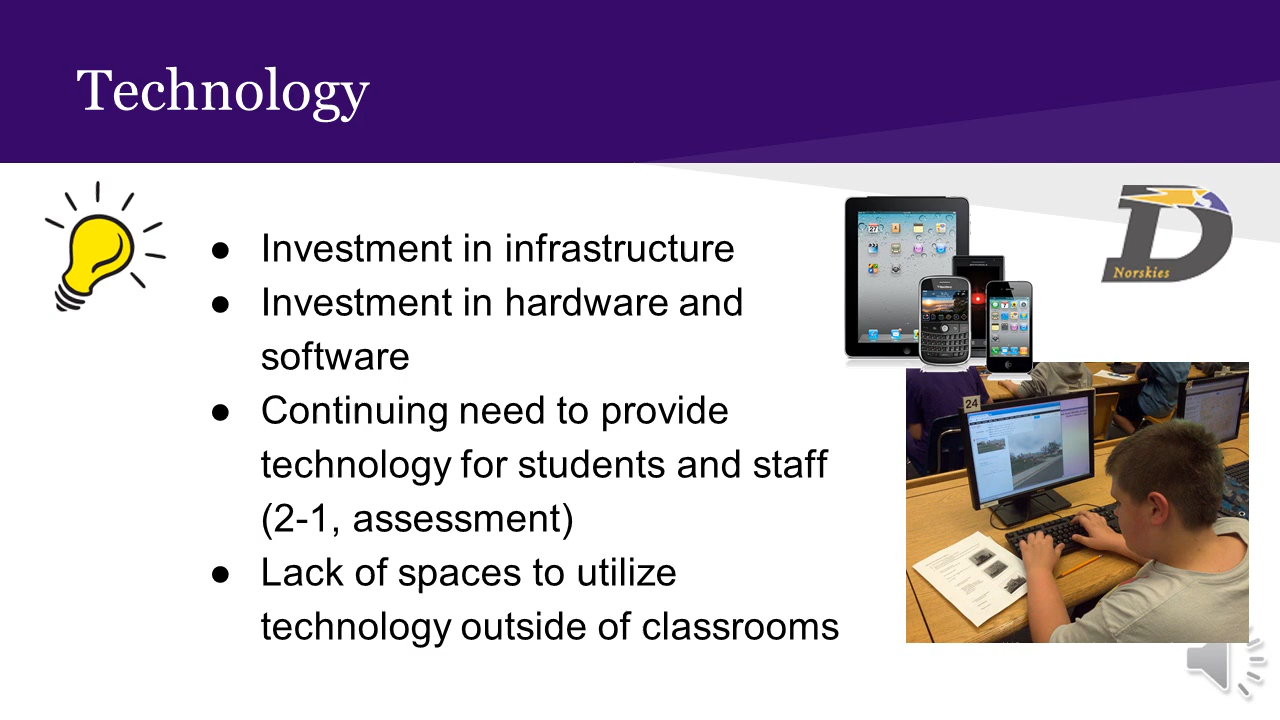 Technology
● Investment in infrastructure
● Investment in hardware and
software
● Continuing need to provide
technology for students and staff
(2-1, assessment)
● Lack of spaces to utilize
technology outside of classrooms
Norskies
24